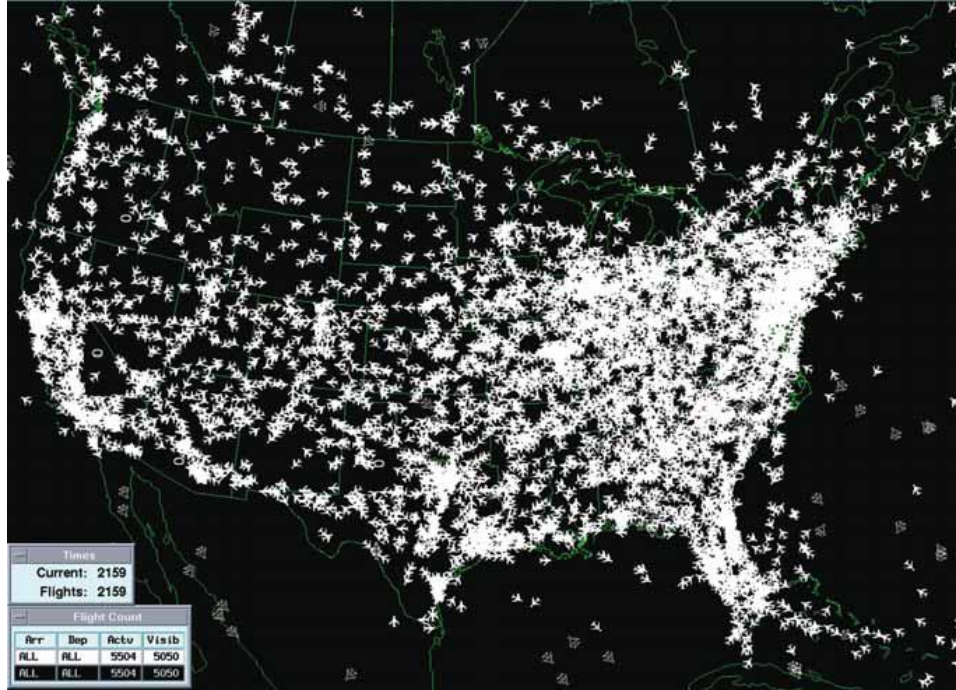 Times
Current: 2159
Flights: 2159
Flight Count
Arr Dep Actv Visib
ALL ALL 5504 5050
ALL ALL 5504 5050